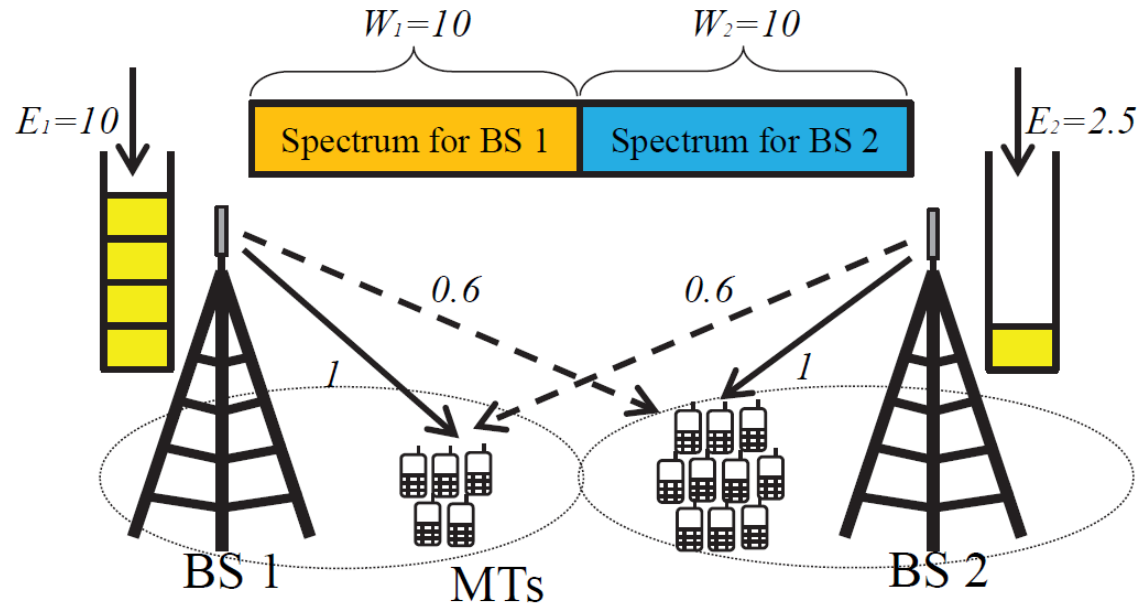 W₁=10
W₂=10
E₁=10
Spectrum for BS 1
Spectrum for BS 2
E₂=2.5
0.6
0.6
1
1
BS 1
MTs
BS 2